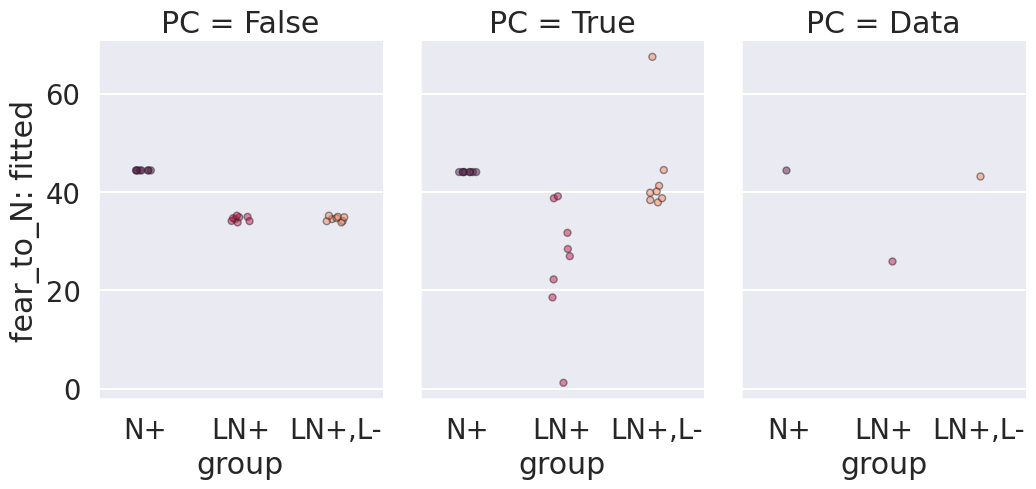 PC = False
PC = True
PC = Data
fear_to_N: fitted
60
40
20
0
N+
LN+
LN+,L-
N+
LN+
LN+,L-
N+
LN+
LN+,L-
group
group
group